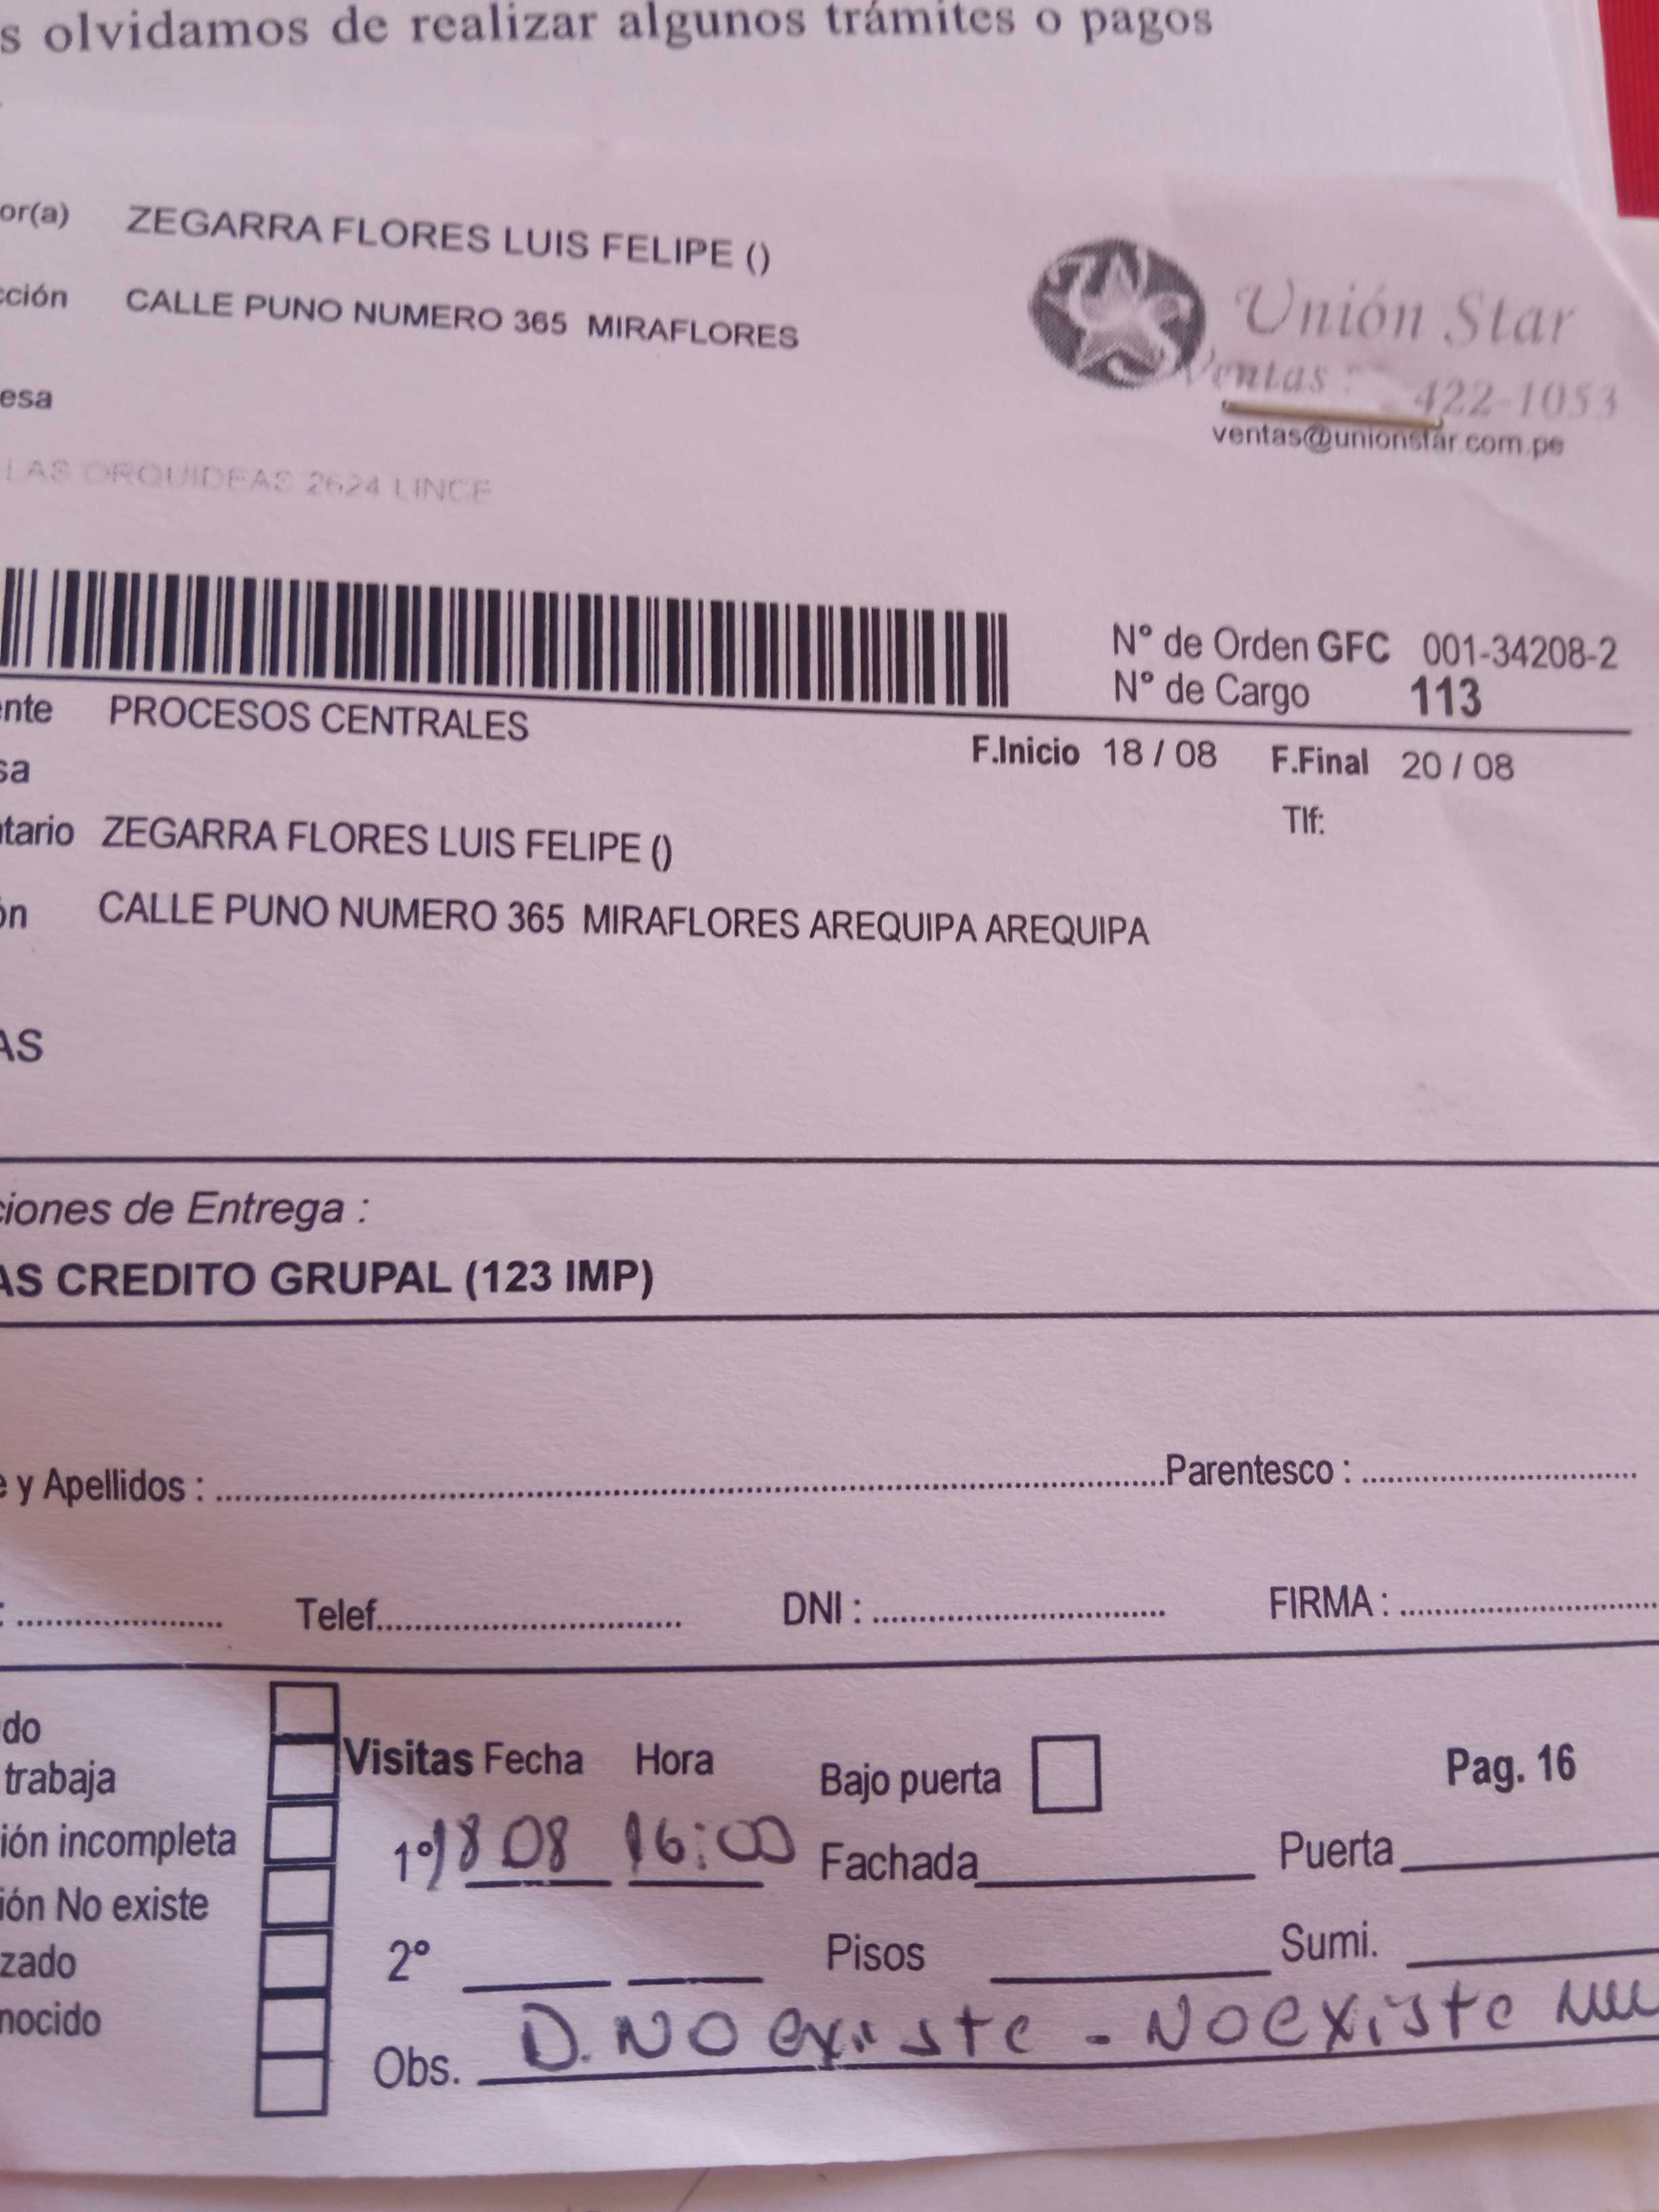 s olvidamos de realizar algunos trámites o pagos
or(a) ZEGARRA FLORES LUIS FELIPE ()
cción CALLE PUNO NUMERO 365 MIRAFLORES
Unión Star
Ventas : 422-1053
ventas@unionstar.com.pe
esa
LAS ORQUIDEAS 2624 LINCE
N° de Orden GFC 001-34208-2
N° de Cargo 113
nte PROCESOS CENTRALES
F.Inicio 18 / 08 F.Final 20 / 08
sa
Tlf:
tario ZEGARRA FLORES LUIS FELIPE ()
ón CALLE PUNO NUMERO 365 MIRAFLORES AREQUIPA AREQUIPA
AS
ciones de Entrega :
AS CREDITO GRUPAL (123 IMP)
e y Apellidos : Parentesco :
: Telef. DNI : FIRMA :
do
Visitas Fecha Hora Bajo puerta Pag. 16
trabaja
ión incompleta 1° 18 08 16:00 Fachada Puerta
ión No existe
zado 2° Pisos Sumi.
nocido
Obs. D. NO existe - NO existe